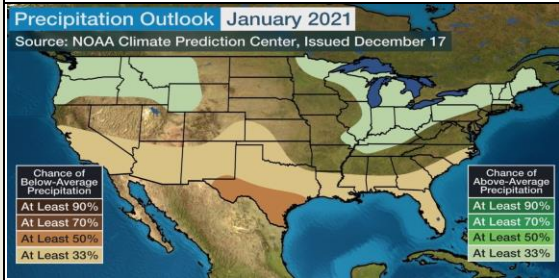 Precipitation Outlook January 2021
Source: NOAA Climate Prediction Center, Issued December 17
Chance of
Below-Average
Precipitation
At Least 90%
At Least 70%
At Least 50%
At Least 33%
Chance of
Above-Average
Precipitation
At Least 90%
At Least 70%
At Least 50%
At Least 33%